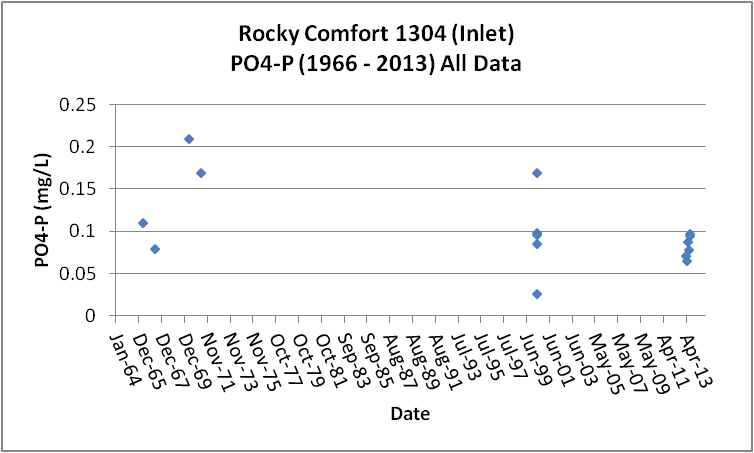 Rocky Comfort 1304 (Inlet)
PO4-P (1966 - 2013) All Data
PO4-P (mg/L)
0.25
0.2
0.15
0.1
0.05
0
Jan-64
Dec-65
Dec-67
Dec-69
Nov-71
Nov-73
Nov-75
Oct-77
Oct-79
Oct-81
Sep-83
Sep-85
Aug-87
Aug-89
Aug-91
Jul-93
Jul-95
Jul-97
Jun-99
Jun-01
Jun-03
May-05
May-07
May-09
Apr-11
Apr-13
Date